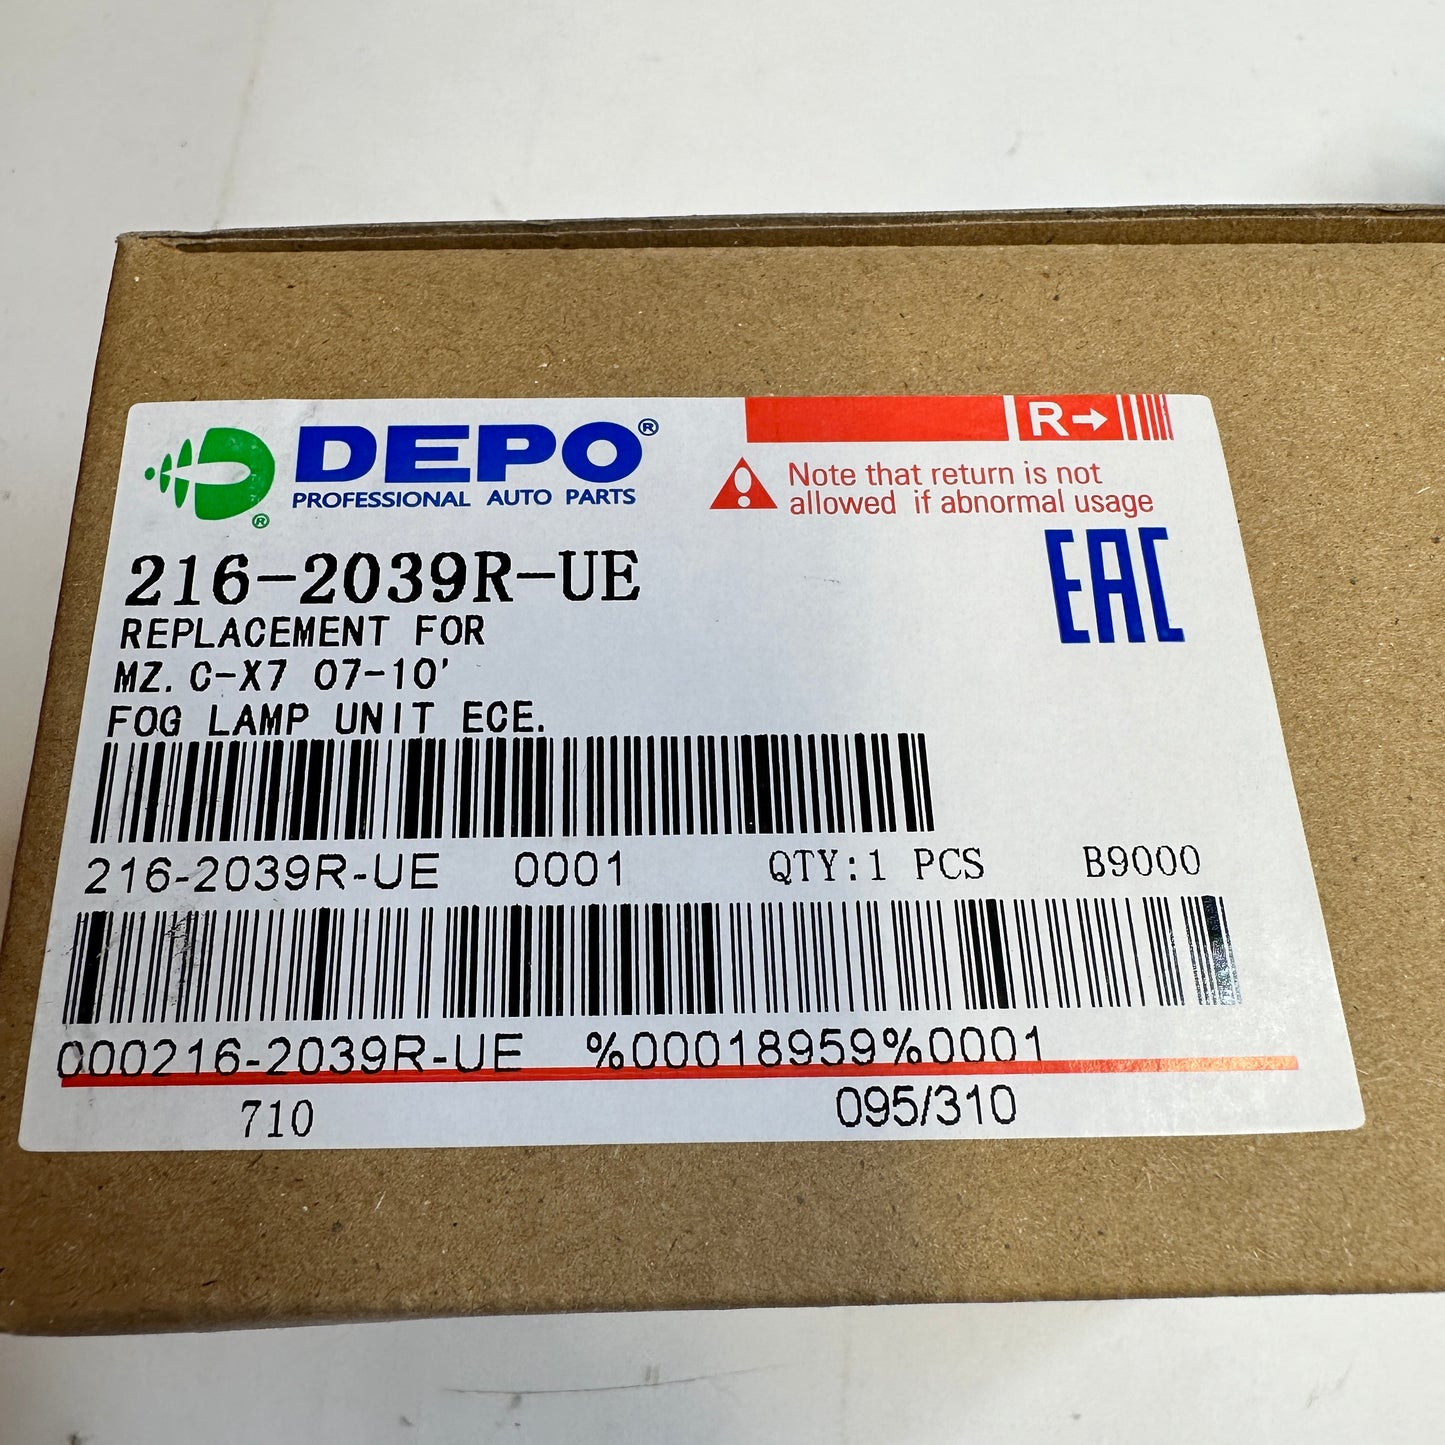 DEPO®
PROFESSIONAL AUTO PARTS
®
R→
Note that return is not
allowed if abnormal usage
EAC
216-2039R-UE
REPLACEMENT FOR
MZ. C-X7 07-10'
FOG LAMP UNIT ECE.
216-2039R-UE 0001 QTY:1 PCS B9000
000216-2039R-UE %00018959%0001
710 095/310